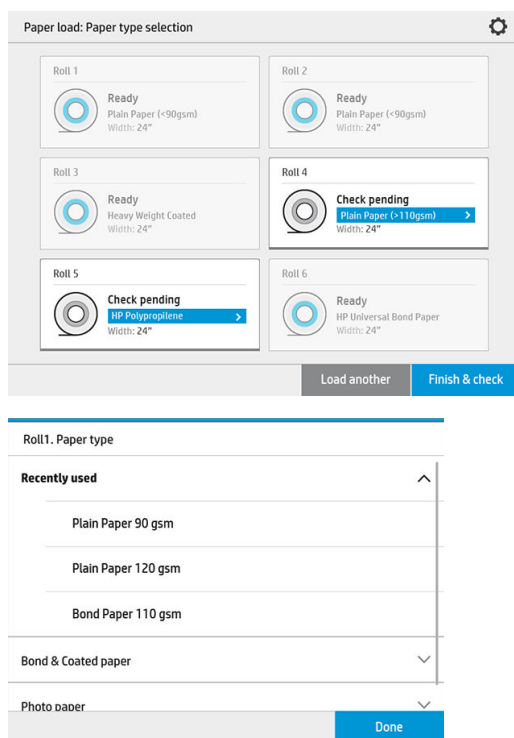 Paper load: Paper type selection
Roll 1
Ready
Plain Paper (<90gsm)
Width: 24"
Roll 2
Ready
Plain Paper (<90gsm)
Width: 24"
Roll 3
Ready
Heavy Weight Coated
Width: 24"
Roll 4
Check pending
Plain Paper (>110gsm)
Width: 24"
Roll 5
Check pending
HP Polypropilene
Width: 24"
Roll 6
Ready
HP Universal Bond Paper
Width: 24"
Load another
Finish & check
Roll1. Paper type
Recently used
Plain Paper 90 gsm
Plain Paper 120 gsm
Bond Paper 110 gsm
Bond & Coated paper
Photo paper
Done